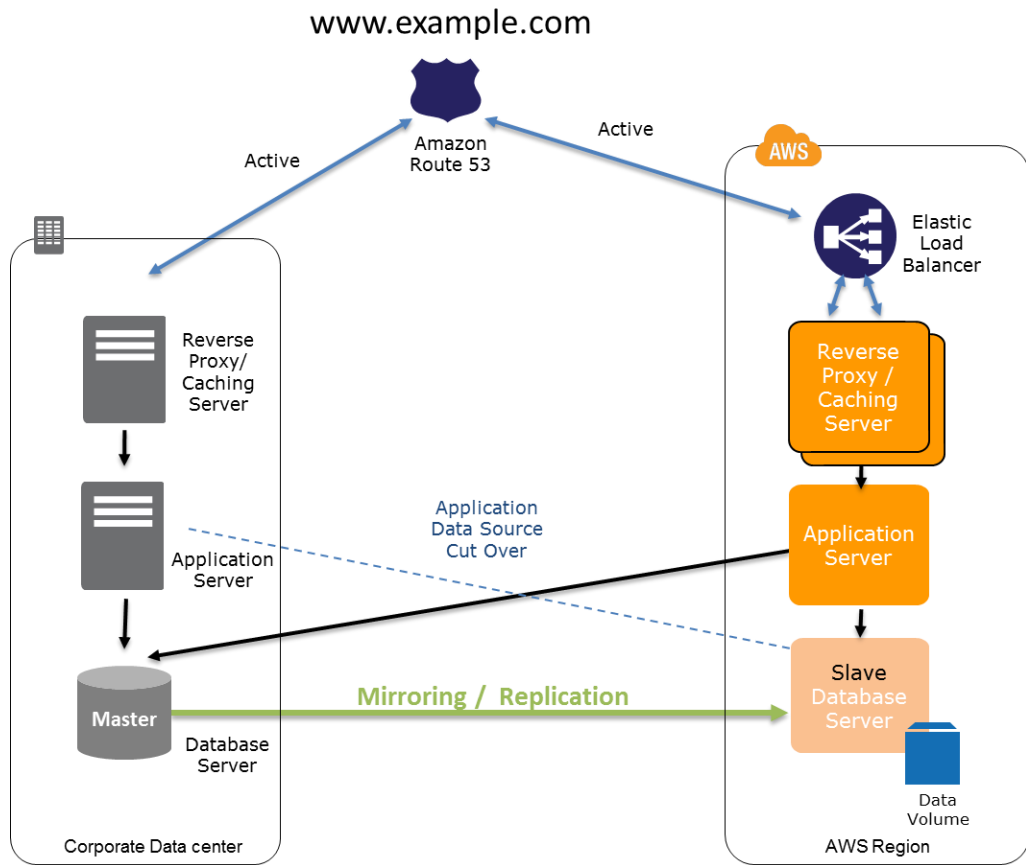 www.example.com
Amazon
Route 53
Active
Active
AWS
Elastic
Load
Balancer
Reverse
Proxy/
Caching
Server
Reverse
Proxy /
Caching
Server
Application
Data Source
Cut Over
Application
Server
Application
Server
Mirroring / Replication
Master
Database
Server
Slave
Database
Server
Data
Volume
Corporate Data center
AWS Region